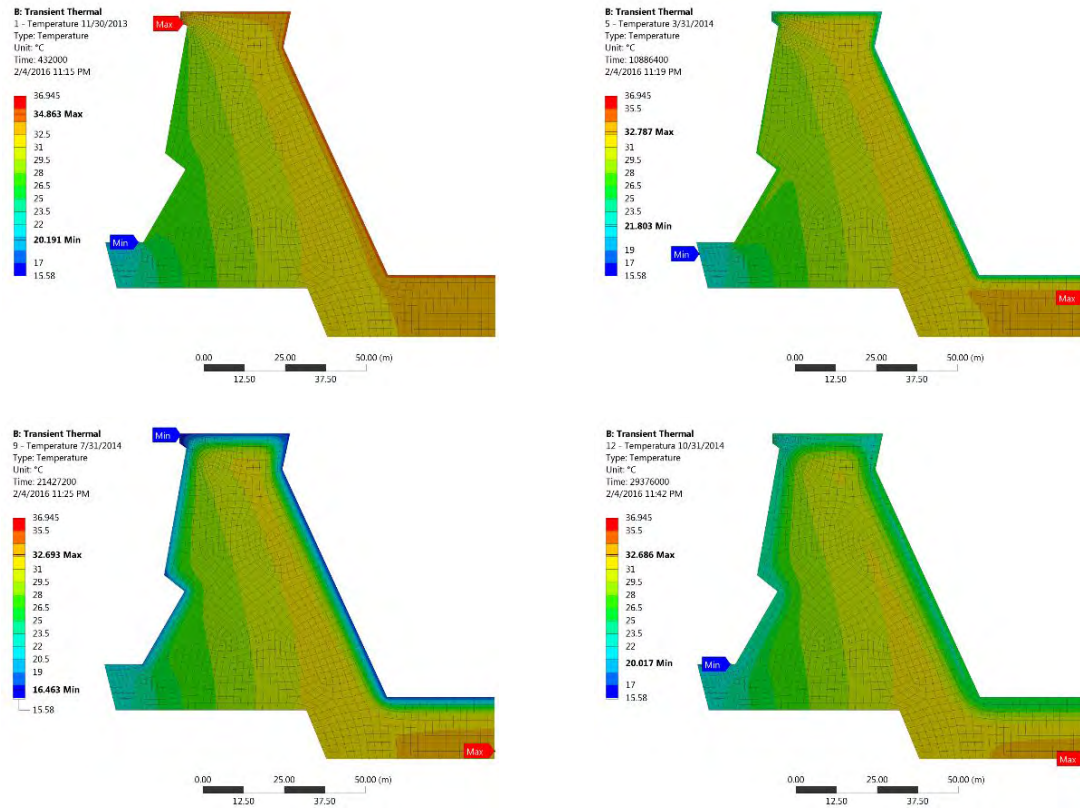 B: Transient Thermal
1 - Temperature 11/30/2013
Type: Temperature
Unit: °C
Time: 432000
2/4/2016 11:15 PM
36.945
34.863 Max
32.5
31
29.5
28
26.5
25
23.5
22
20.191 Min
17
15.58
Max
Min
0.00 25.00 50.00 (m)
12.50 37.50
B: Transient Thermal
5 - Temperature 3/31/2014
Type: Temperature
Unit: °C
Time: 10886400
2/4/2016 11:19 PM
36.945
35.5
32.787 Max
31
29.5
28
26.5
25
23.5
21.803 Min
19
17
15.58
Min
Max
0.00 25.00 50.00 (m)
12.50 37.50
B: Transient Thermal
9 - Temperature 7/31/2014
Type: Temperature
Unit: °C
Time: 21427200
2/4/2016 11:25 PM
36.945
35.5
32.693 Max
31
29.5
28
26.5
25
23.5
22
20.5
19
16.463 Min
15.58
Min
Max
0.00 25.00 50.00 (m)
12.50 37.50
B: Transient Thermal
12 - Temperatura 10/31/2014
Type: Temperature
Unit: °C
Time: 29376000
2/4/2016 11:42 PM
36.945
35.5
32.686 Max
31
29.5
28
26.5
25
23.5
22
20.017 Min
17
15.58
Min
Max
0.00 25.00 50.00 (m)
12.50 37.50